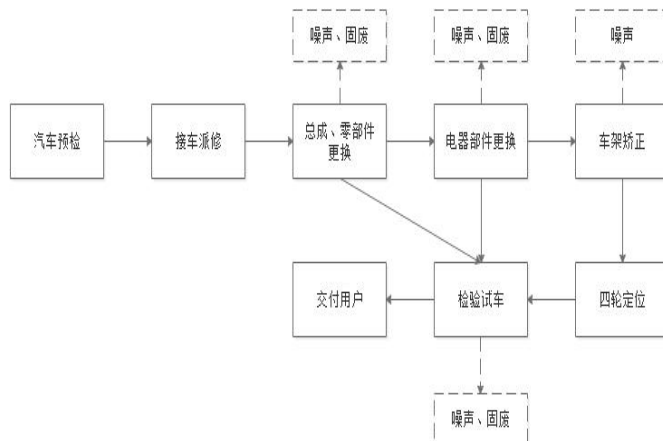 噪声、固废
噪声、固废
噪声
汽车预检
接车派修
总成、零部件
更换
电器部件更换
车架矫正
交付用户
检验试车
四轮定位
噪声、固废